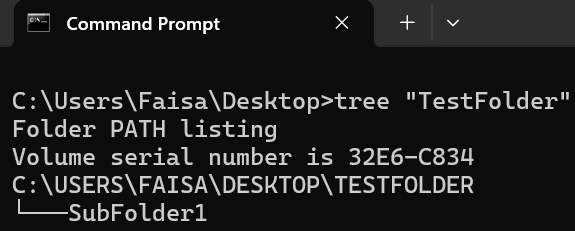 Command Prompt
C:\Users\Faisa\Desktop>tree "TestFolder"
Folder PATH listing
Volume serial number is 32E6-C834
C:\USERS\FAISA\DESKTOP\TESTFOLDER
└───SubFolder1